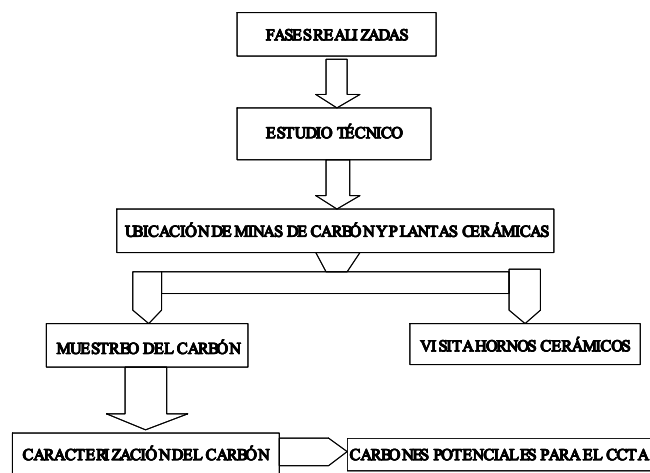 FASES REALIZADAS
ESTUDIO TÉCNICO
UBICACIÓN DE MINAS DE CARBÓN Y PLANTAS CERÁMICAS
MUESTREO DEL CARBÓN
VISITA HORNOS CERÁMICOS
CARACTERIZACIÓN DEL CARBÓN
CARBONES POTENCIALES PARA EL CCTA